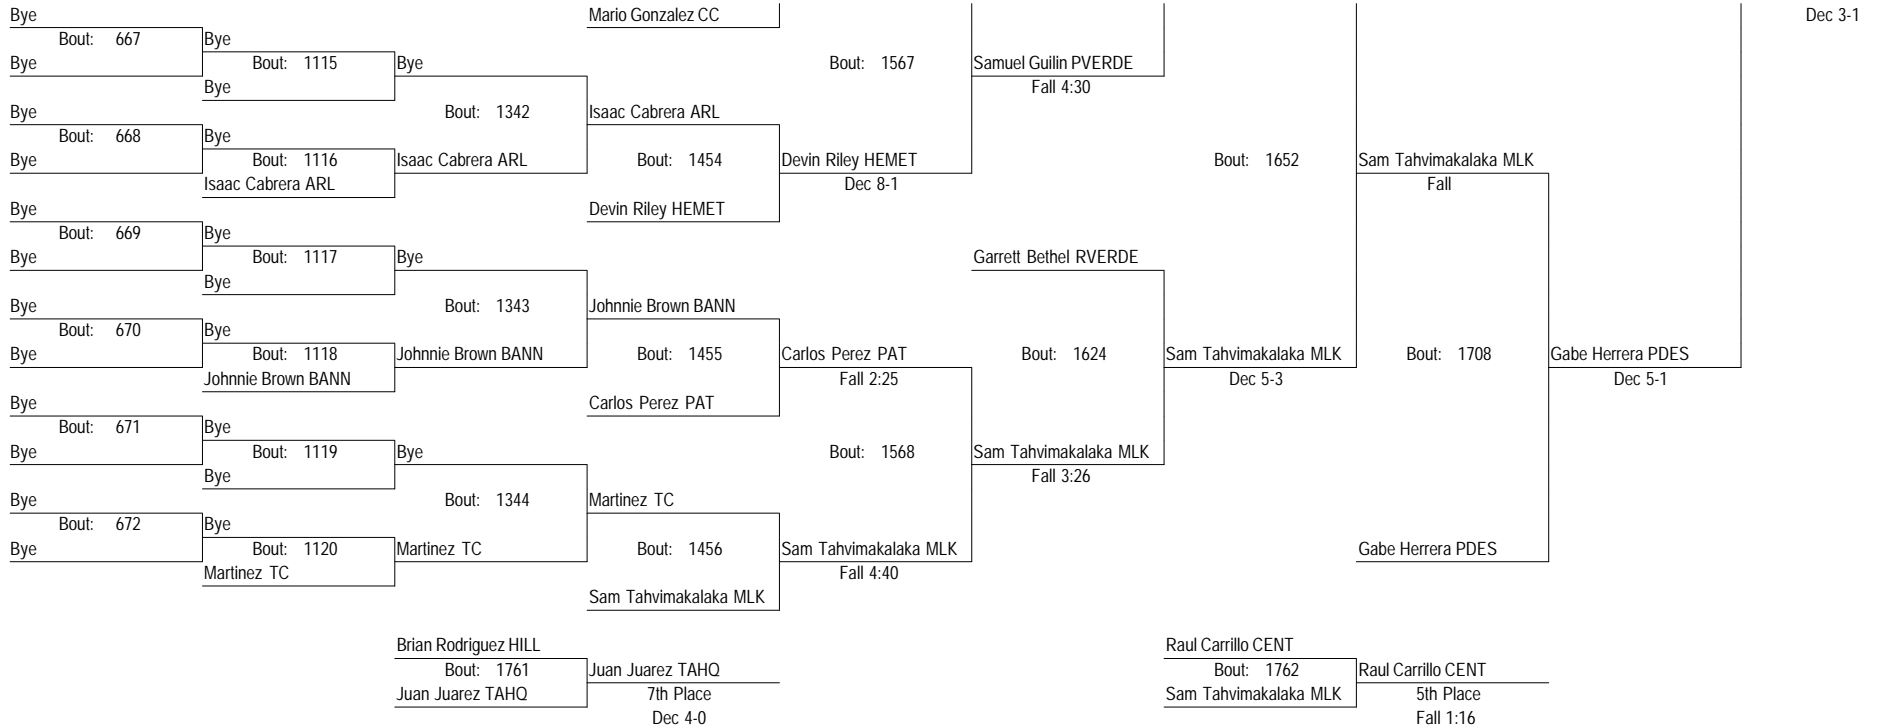 Bye
Mario Gonzalez CC
Dec 3-1
Bout: 667
Bye
Bye
Bout: 1115
Bye
Bout: 1567
Samuel Guilin PVERDE
Bye
Fall 4:30
Bye
Bout: 1342
Isaac Cabrera ARL
Bout: 668
Bye
Bye
Bout: 1116
Isaac Cabrera ARL
Bout: 1454
Devin Riley HEMET
Bout: 1652
Sam Tahvimakalaka MLK
Isaac Cabrera ARL
Dec 8-1
Fall
Bye
Devin Riley HEMET
Bout: 669
Bye
Bye
Bout: 1117
Bye
Garrett Bethel RVERDE
Bye
Bye
Bout: 1343
Johnnie Brown BANN
Bout: 670
Bye
Bye
Bout: 1118
Johnnie Brown BANN
Bout: 1455
Carlos Perez PAT
Bout: 1624
Sam Tahvimakalaka MLK
Bout: 1708
Gabe Herrera PDES
Johnnie Brown BANN
Fall 2:25
Dec 5-3
Dec 5-1
Bye
Carlos Perez PAT
Bout: 671
Bye
Bye
Bout: 1119
Bye
Bout: 1568
Sam Tahvimakalaka MLK
Bye
Fall 3:26
Bye
Bout: 1344
Martinez TC
Bout: 672
Bye
Bye
Bout: 1120
Martinez TC
Bout: 1456
Sam Tahvimakalaka MLK
Gabe Herrera PDES
Martinez TC
Fall 4:40
Sam Tahvimakalaka MLK
Brian Rodriguez HILL
Raul Carrillo CENT
Bout: 1761
Juan Juarez TAHQ
Bout: 1762
Raul Carrillo CENT
Juan Juarez TAHQ
7th Place
Sam Tahvimakalaka MLK
5th Place
Dec 4-0
Fall 1:16